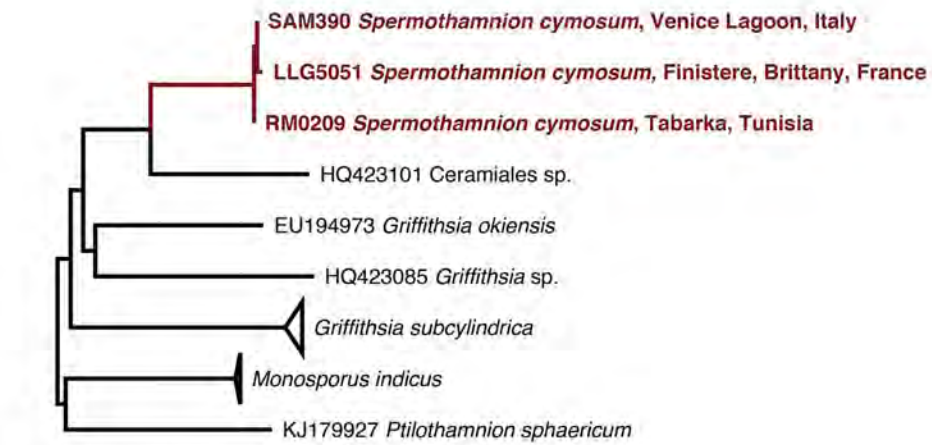 SAM390 Spermothamnion cymosum, Venice Lagoon, Italy
LLG5051 Spermothamnion cymosum, Finistere, Brittany, France
RM0209 Spermothamnion cymosum, Tabarka, Tunisia
HQ423101 Ceramiales sp.
EU194973 Griffithsia okiensis
HQ423085 Griffithsia sp.
Griffithsia subcylindrica
Monosporus indicus
KJ179927 Ptilothamnion sphaericum